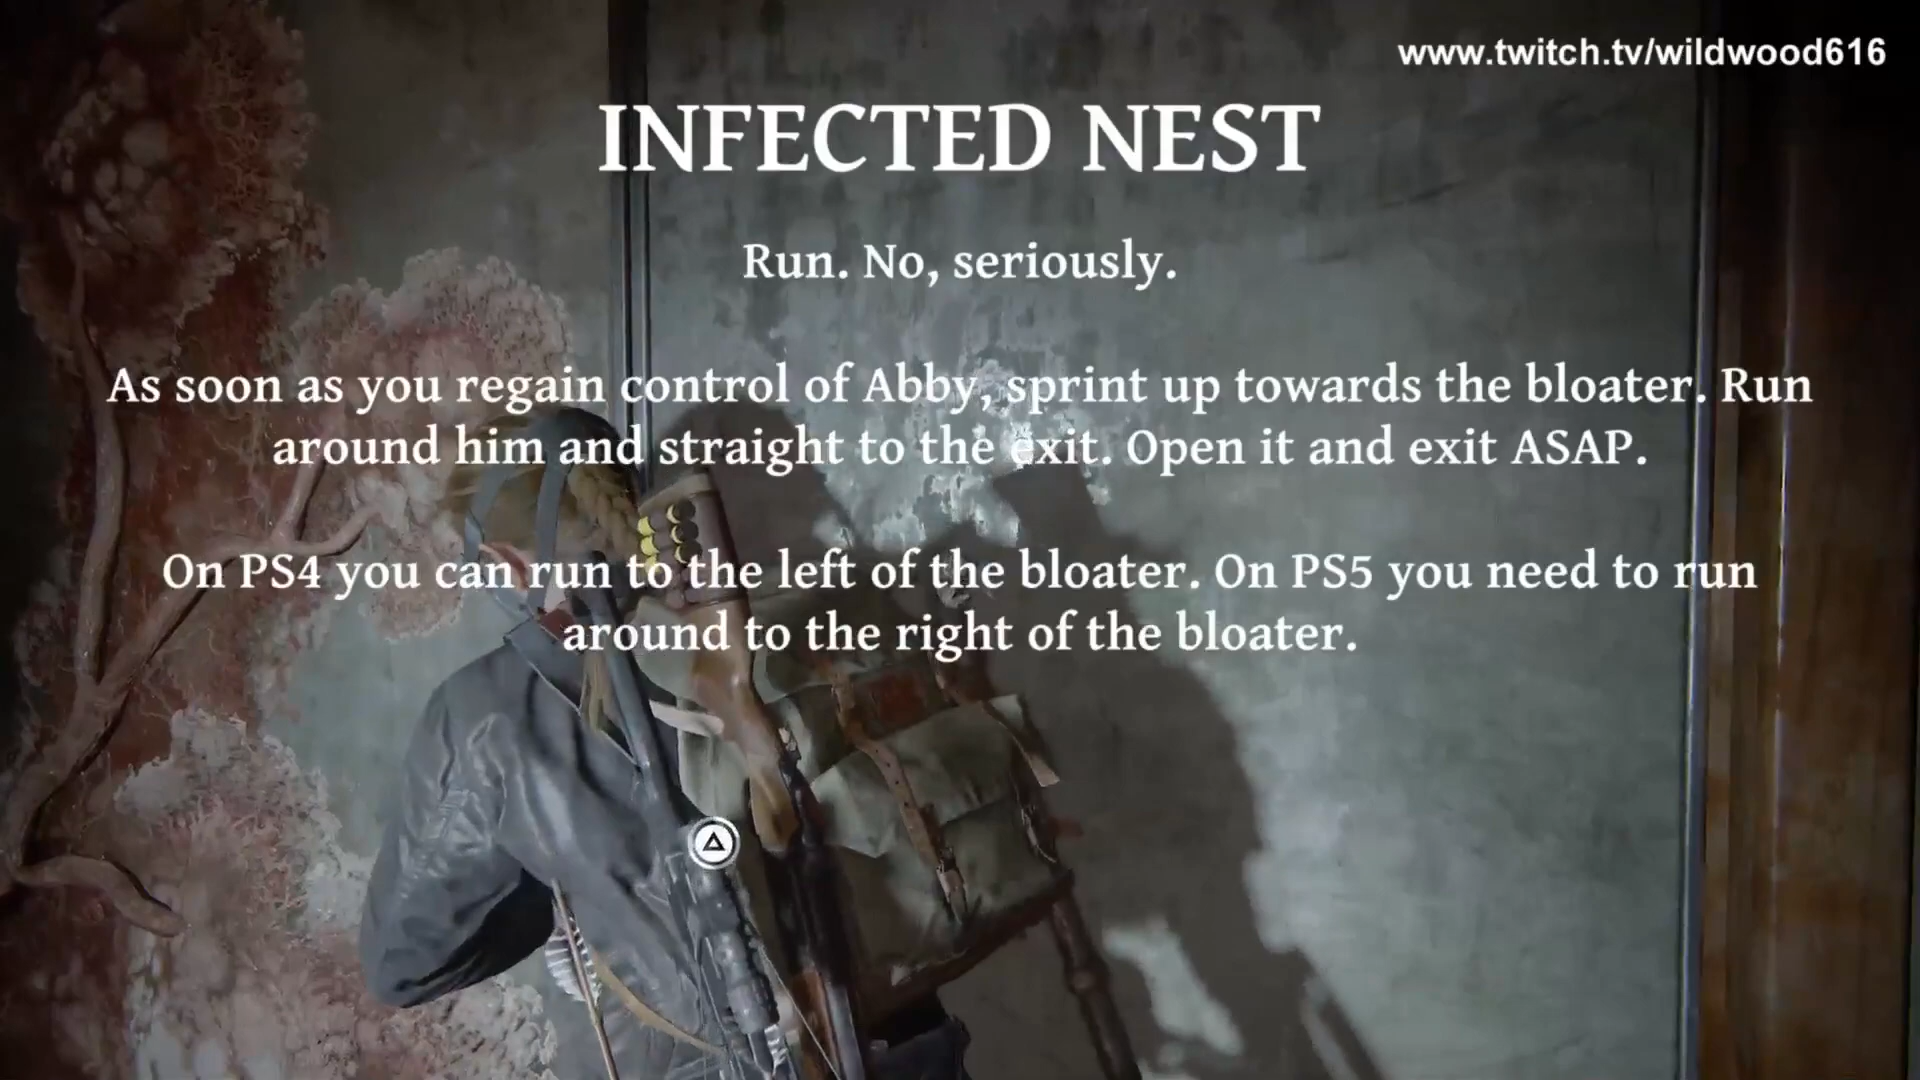 www.twitch.tv/wildwood616
INFECTED NEST
Run. No, seriously.
As soon as you regain control of Abby, sprint up towards the bloater. Run
around him and straight to the exit. Open it and exit ASAP.
On PS4 you can run to the left of the bloater. On PS5 you need to run
around to the right of the bloater.